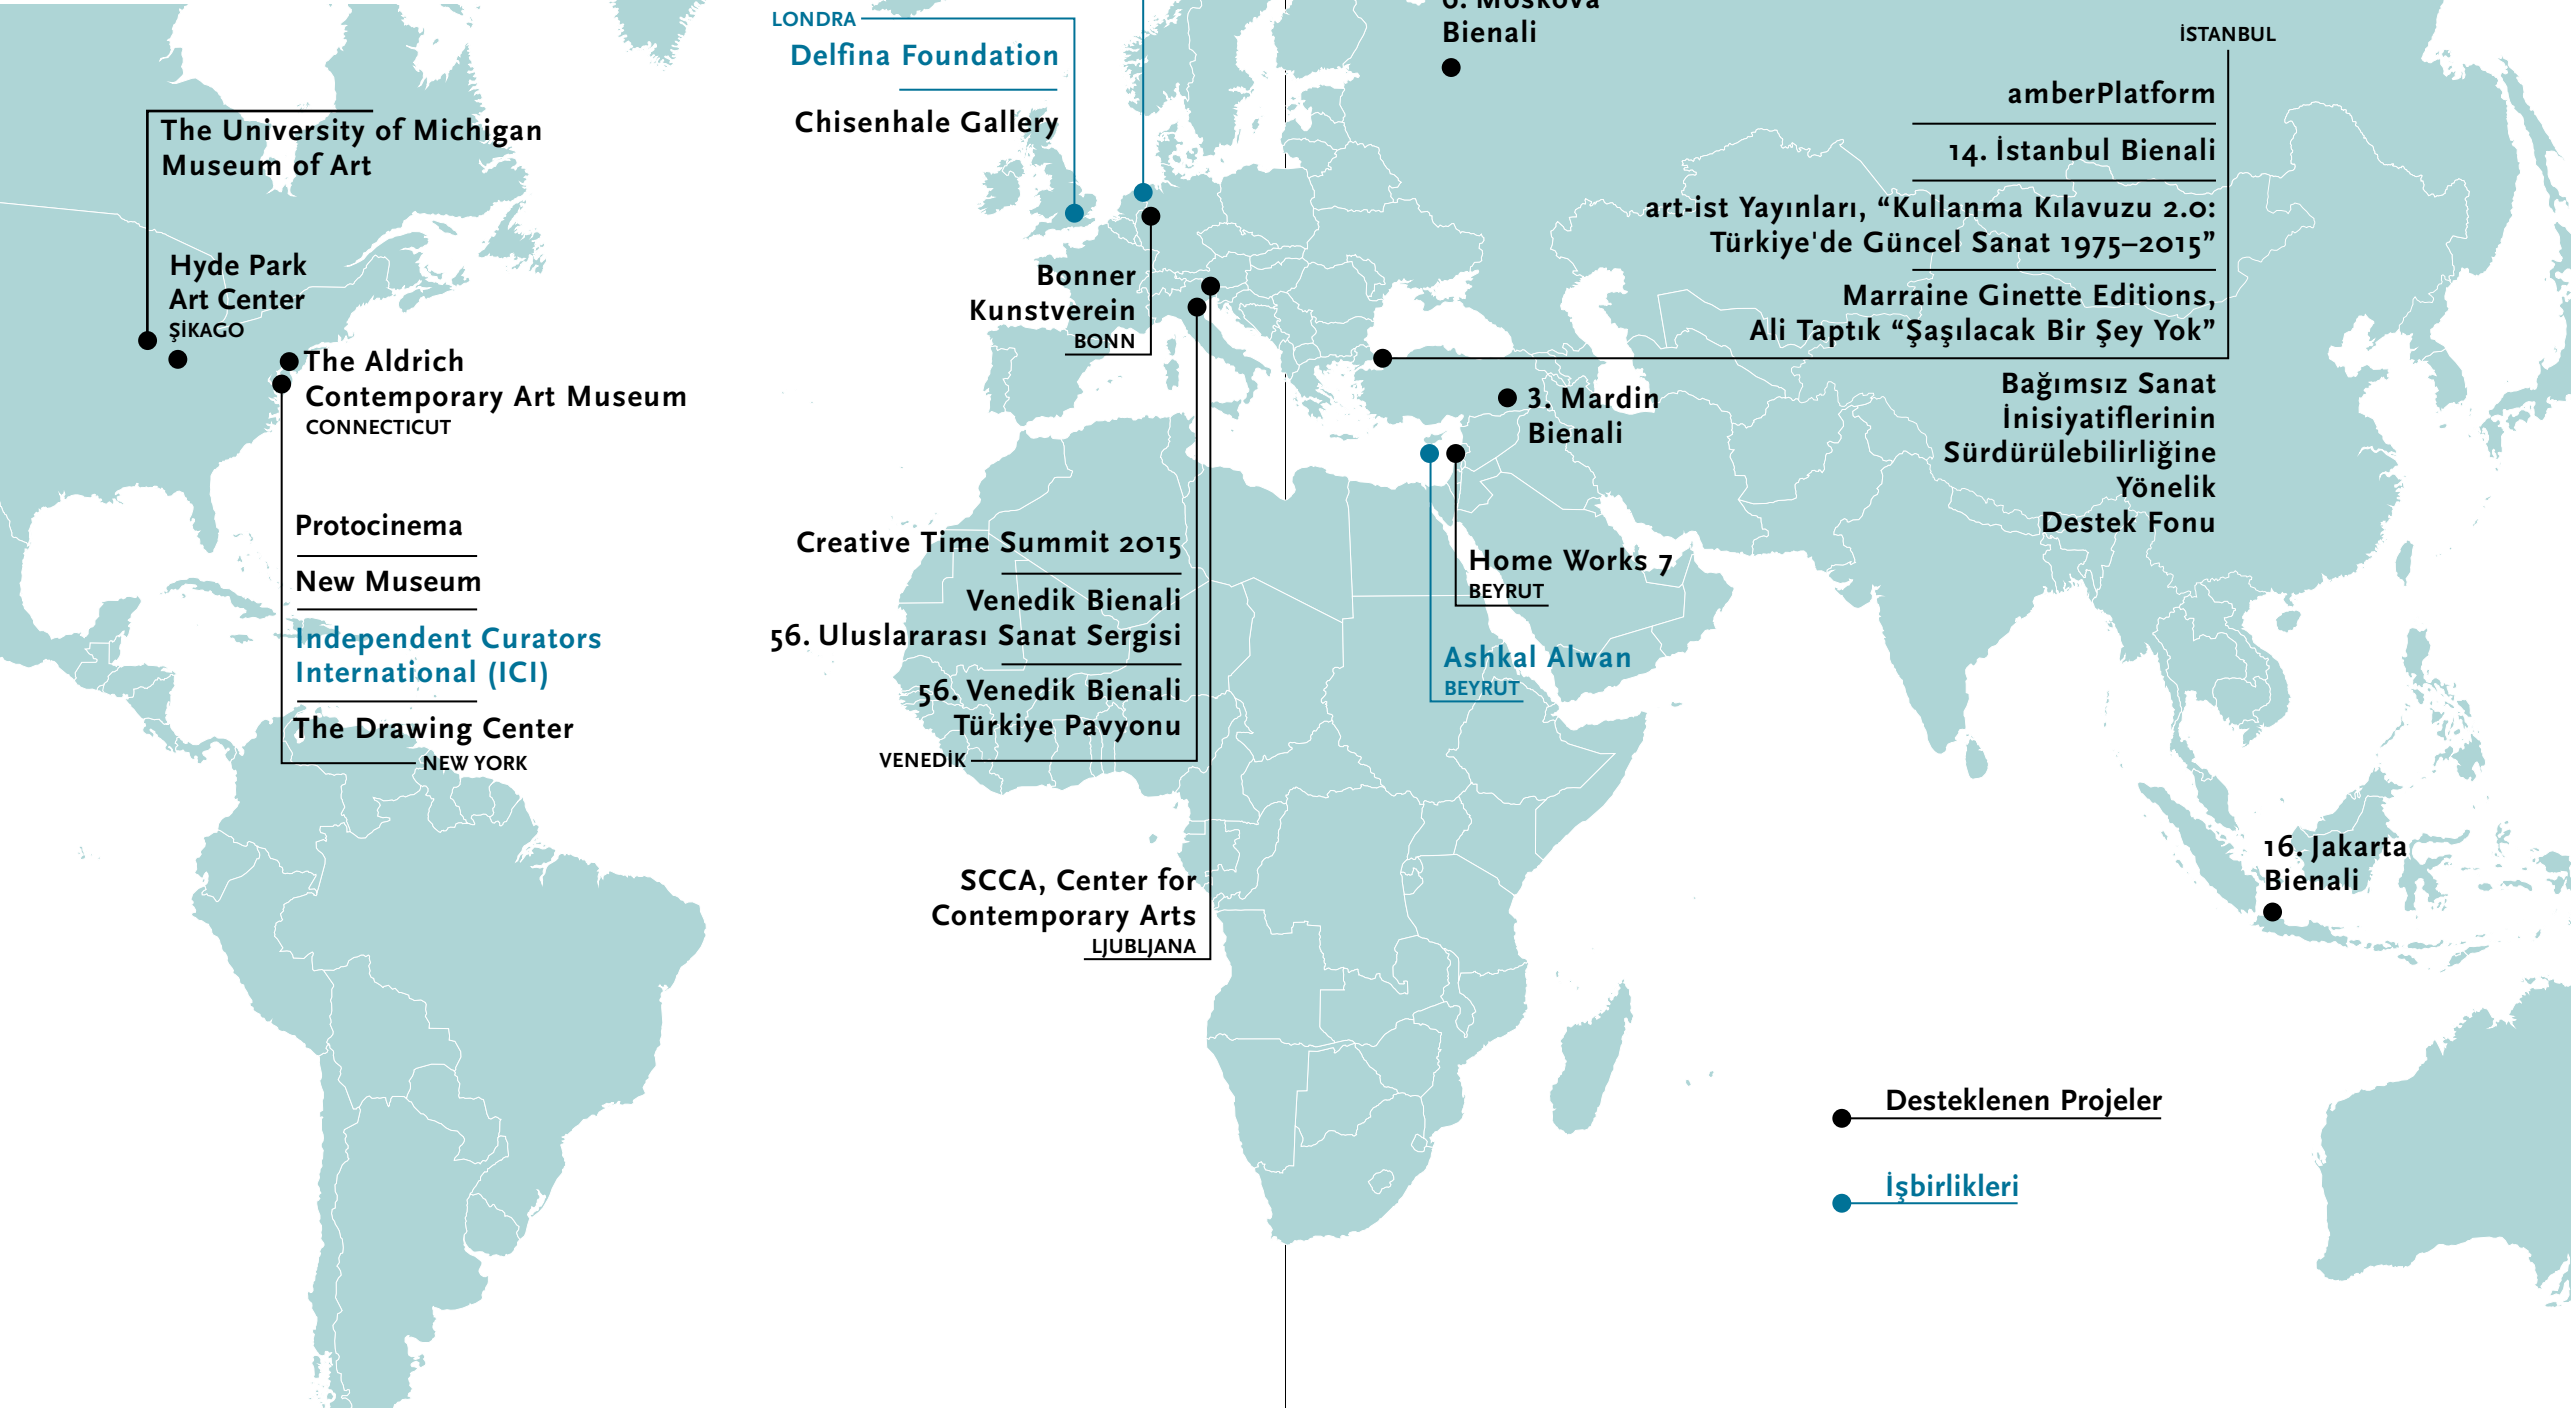 The University of Michigan
Museum of Art
Hyde Park
Art Center
ŞİKAGO
The Aldrich
Contemporary Art Museum
CONNECTICUT
Protocinema
New Museum
Independent Curators
International (ICI)
The Drawing Center
NEW YORK
LONDRA
Delfina Foundation
Chisenhale Gallery
Bonner
Kunstverein
BONN
Creative Time Summit 2015
Venedik Bienali
56. Uluslararası Sanat Sergisi
56. Venedik Bienali
Türkiye Pavyonu
VENEDİK
SCCA, Center for
Contemporary Arts
LJUBLJANA
6. Moskova
Bienali
3. Mardin
Bienali
Home Works 7
BEYRUT
Ashkal Alwan
BEYRUT
İSTANBUL
amberPlatform
14. İstanbul Bienali
art-ist Yayınları, “Kullanma Kılavuzu 2.0:
Türkiye'de Güncel Sanat 1975–2015”
Marraine Ginette Editions,
Ali Taptık “Şaşılacak Bir Şey Yok”
Bağımsız Sanat
İnisiyatiflerinin
Sürdürülebilirliğine
Yönelik
Destek Fonu
16. Jakarta
Bienali
Desteklenen Projeler
İşbirlikleri